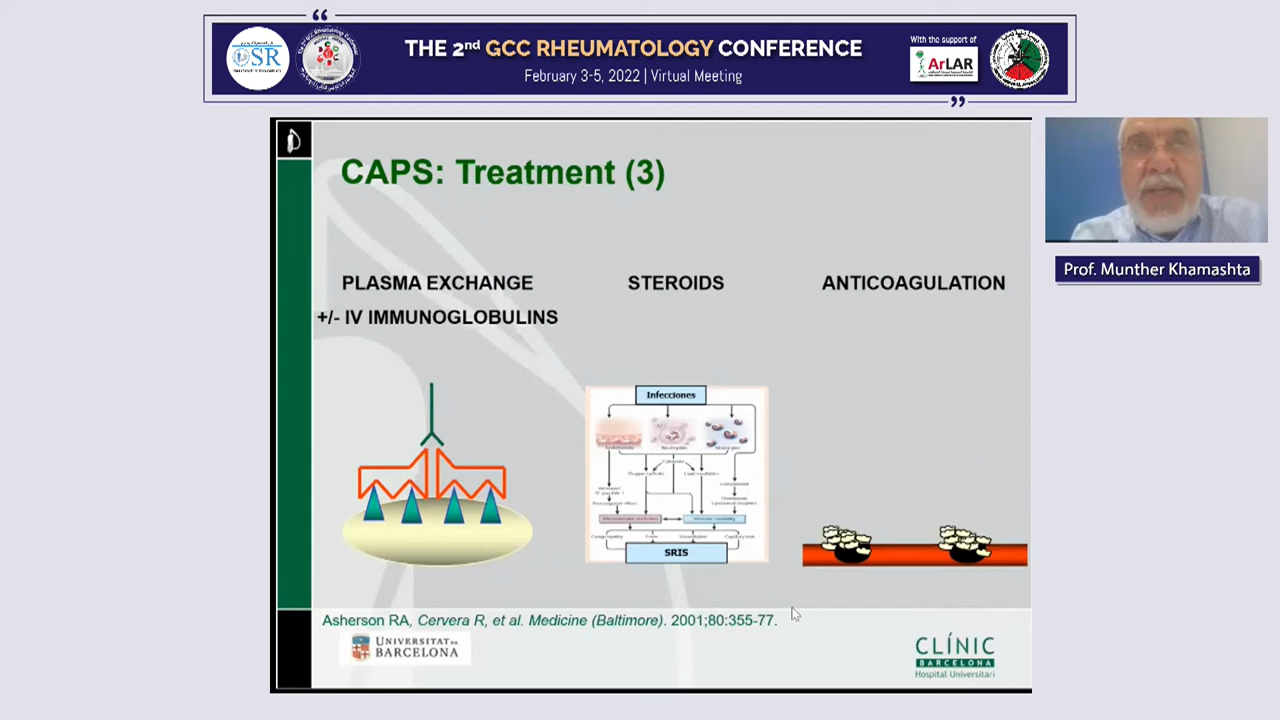 “
THE 2nd GCC RHEUMATOLOGY CONFERENCE
February 3-5, 2022 | Virtual Meeting
OSR
With the support of
ArLAR
”
CAPS: Treatment (3)
PLASMA EXCHANGE
+/- IV IMMUNOGLOBULINS
STEROIDS
ANTICOAGULATION
Infecciones
SRIS
Asherson RA, Cervera R, et al. Medicine (Baltimore). 2001;80:355-77.
UNIVERSITAT DE
BARCELONA
CLÍNIC
BARCELONA
Hospital Universitari
Prof. Munther Khamashta